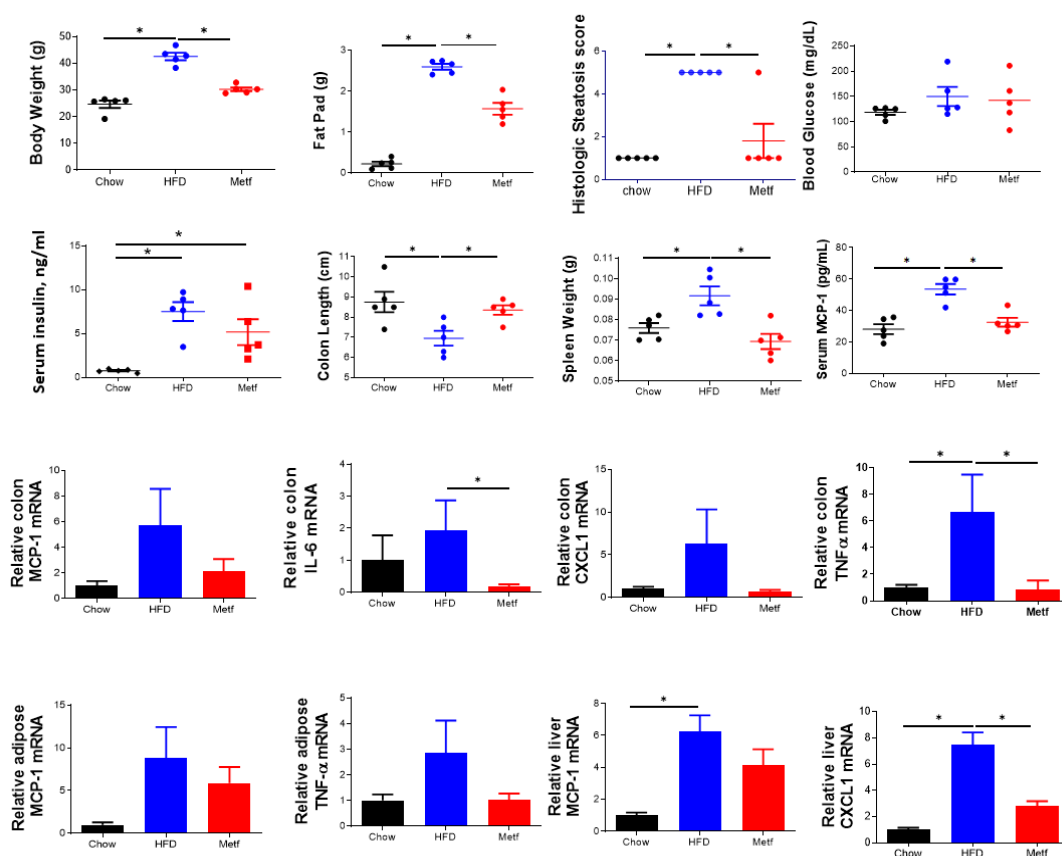 Body Weight (g)
50
40
30
20
10
0
*
*
Chow
HFD
Metf
Fat Pad (g)
3
2
1
0
*
*
Chow
HFD
Metf
Histologic Steatosis score
6
4
2
0
*
*
chow
HFD
Metf
Blood Glucose (mg/dL)
250
200
150
100
50
0
Chow
HFD
Metf
Serum insulin, ng/ml
15
10
5
0
*
*
Chow
HFD
Metf
Colon Length (cm)
11
10
9
8
7
6
5
*
*
Chow
HFD
Metf
Spleen Weight (g)
0.12
0.11
0.10
0.09
0.08
0.07
0.06
0.05
*
*
Chow
HFD
Metf
Serum MCP-1 (pg/mL)
80
60
40
20
0
*
*
Chow
HFD
Metf
Relative colon
MCP-1 mRNA
10
8
6
4
2
0
Chow
HFD
Metf
Relative colon
IL-6 mRNA
4
3
2
1
0
*
Chow
HFD
Metf
Relative colon
CXCL1 mRNA
15
10
5
0
Chow
HFD
Metf
Relative colon
TNFα mRNA
10
8
6
4
2
0
*
*
Chow
HFD
Metf
Relative adipose
MCP-1 mRNA
15
10
5
0
Chow
HFD
Metf
Relative adipose
TNF-α mRNA
5
4
3
2
1
0
Chow
HFD
Metf
Relative liver
MCP-1 mRNA
10
8
6
4
2
0
*
Chow
HFD
Metf
Relative liver
CXCL1 mRNA
10
8
6
4
2
0
*
*
Chow
HFD
Metf